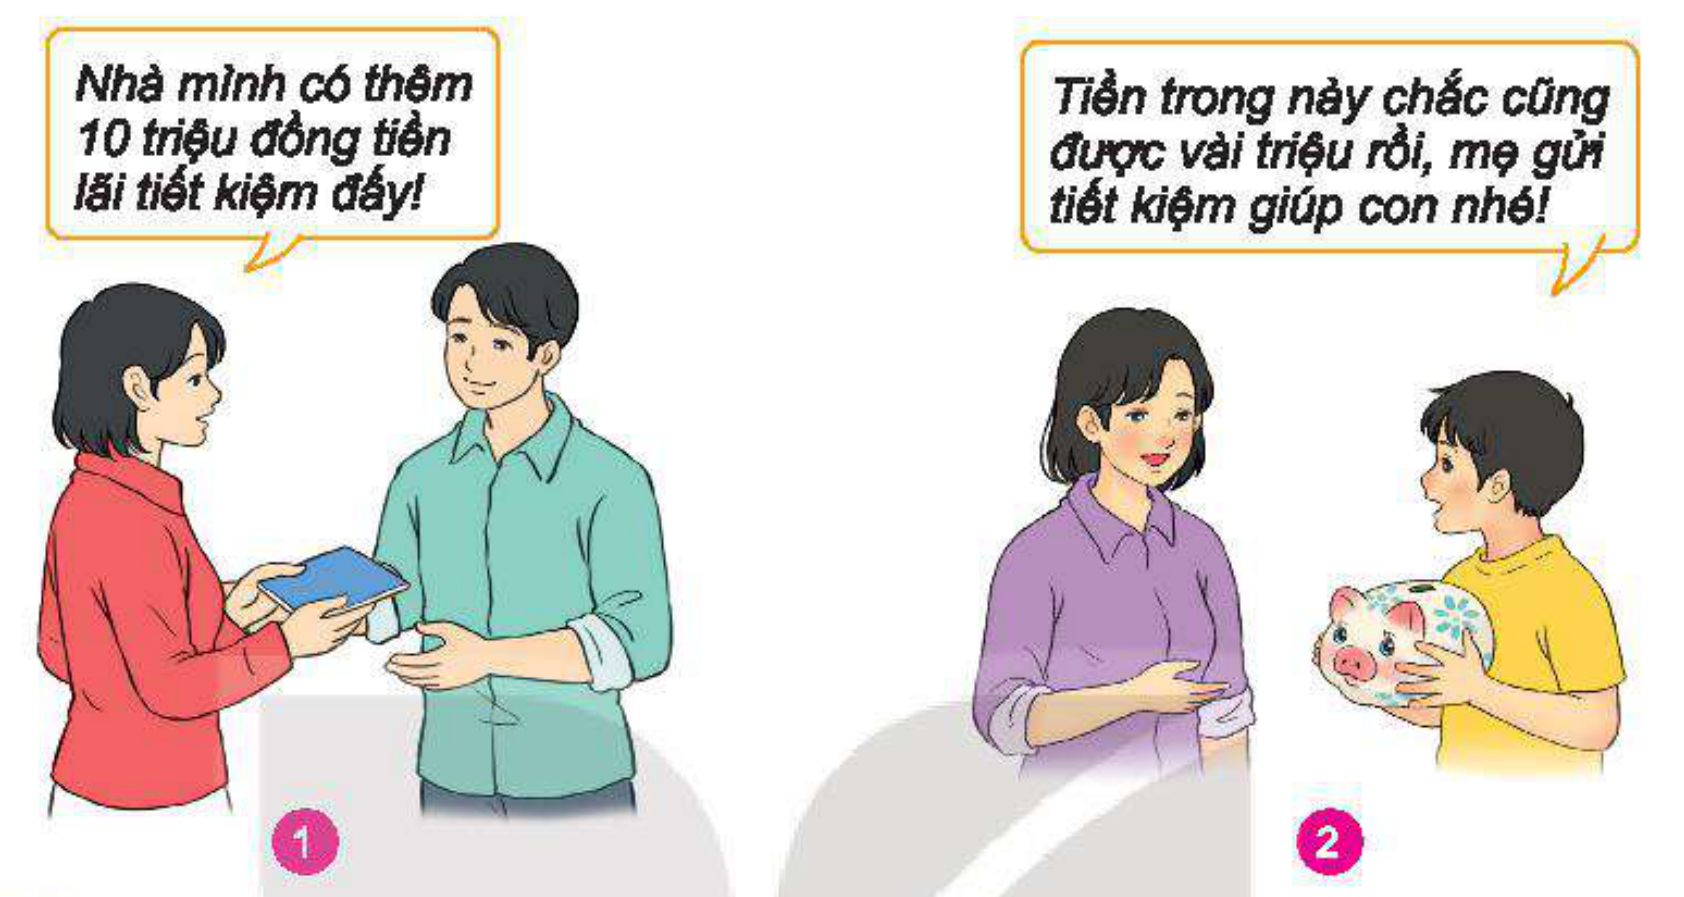 Nhà mình có thêm
10 triệu đồng tiền
lãi tiết kiệm đấy!
Tiền trong này chắc cũng
được vài triệu rồi, mẹ gửi
tiết kiệm giúp con nhé!
1
2